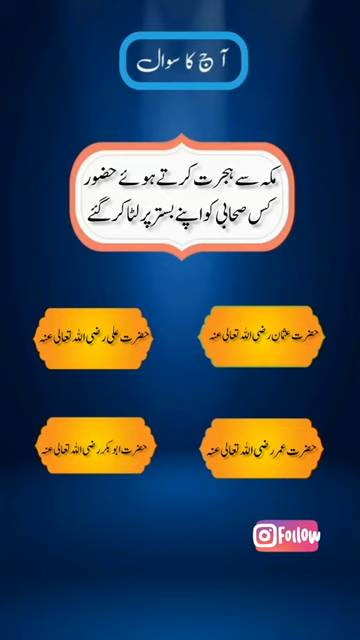 آج کا سوال
مکہ سے ہجرت کرتے ہوئے حضور
کس صحابی کو اپنے بستر پر لٹا کر گئے
حضرت عثمان رضی اللہ تعالی عنہ
حضرت علی رضی اللہ تعالی عنہ
حضرت عمر رضی اللہ تعالی عنہ
حضرت ابوبکر رضی اللہ تعالی عنہ
Follow